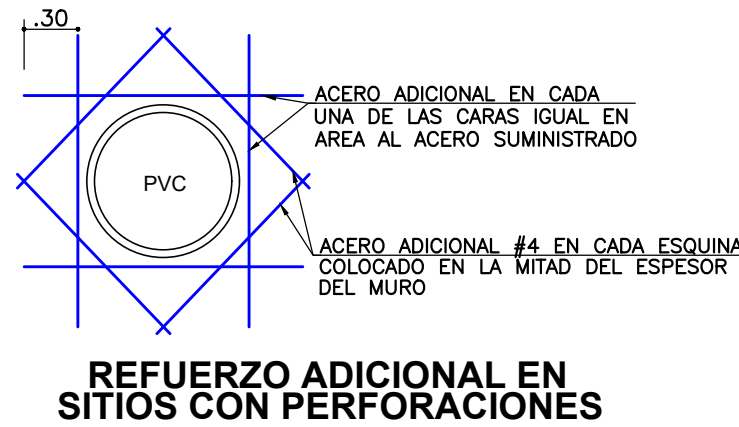 .30
ACERO ADICIONAL EN CADA
UNA DE LAS CARAS IGUAL EN
AREA AL ACERO SUMINISTRADO
PVC
ACERO ADICIONAL #4 EN CADA ESQUINA
COLOCADO EN LA MITAD DEL ESPESOR
DEL MURO
REFUERZO ADICIONAL EN
SITIOS CON PERFORACIONES